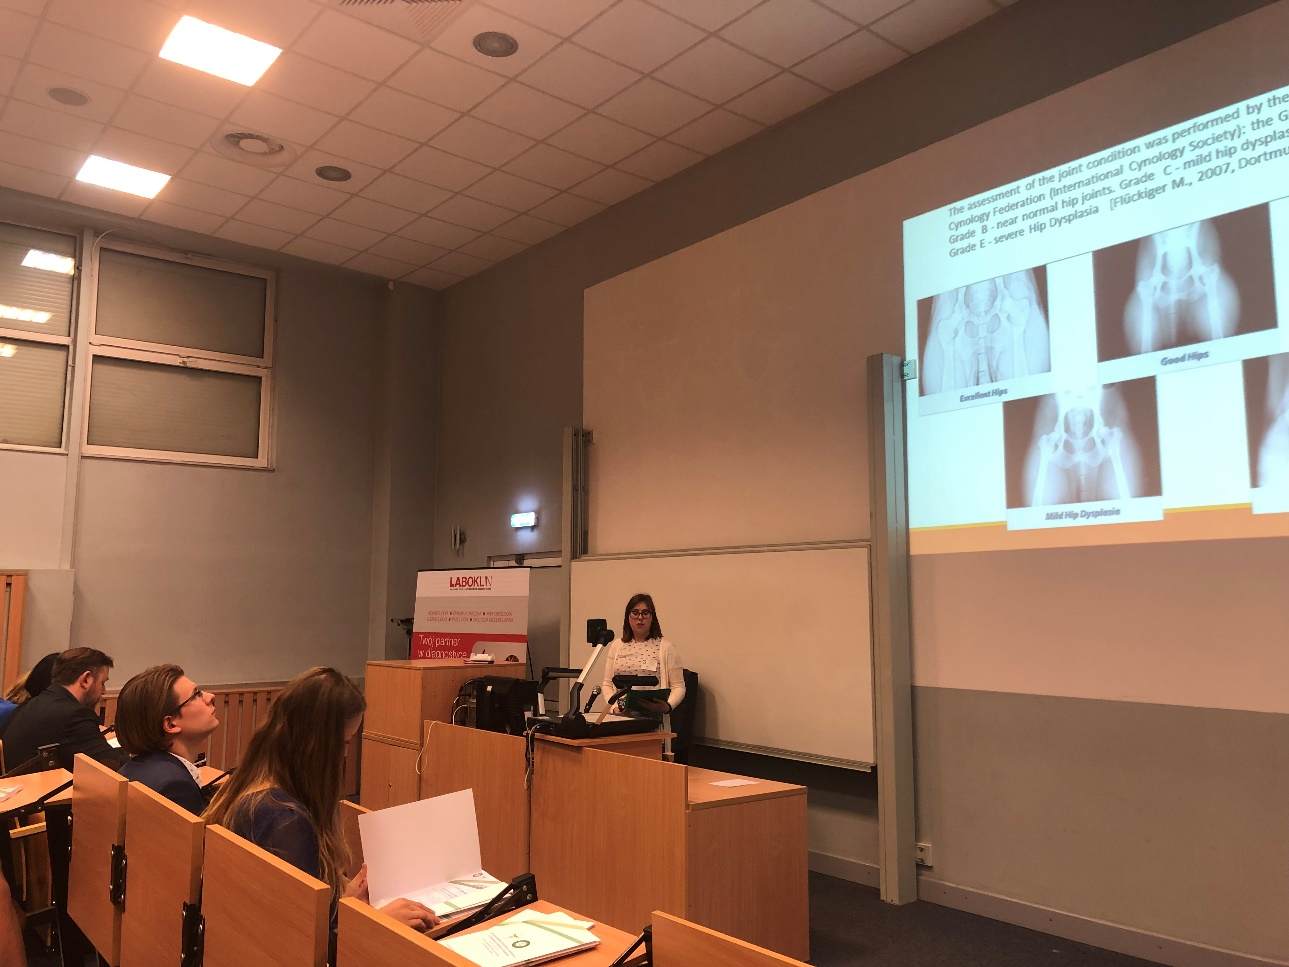 The assessment of the joint condition was performed by the
Cynology Federation (International Cynology Society): the G
Grade B - near normal hip joints. Grade C - mild hip dysplas
Grade E - severe Hip Dysplasia [Flückiger M., 2007, Dortmu
Excellent Hips
Good Hips
Mild Hip Dysplasia
LABOKLIN
Twój partner
w diagnostyce